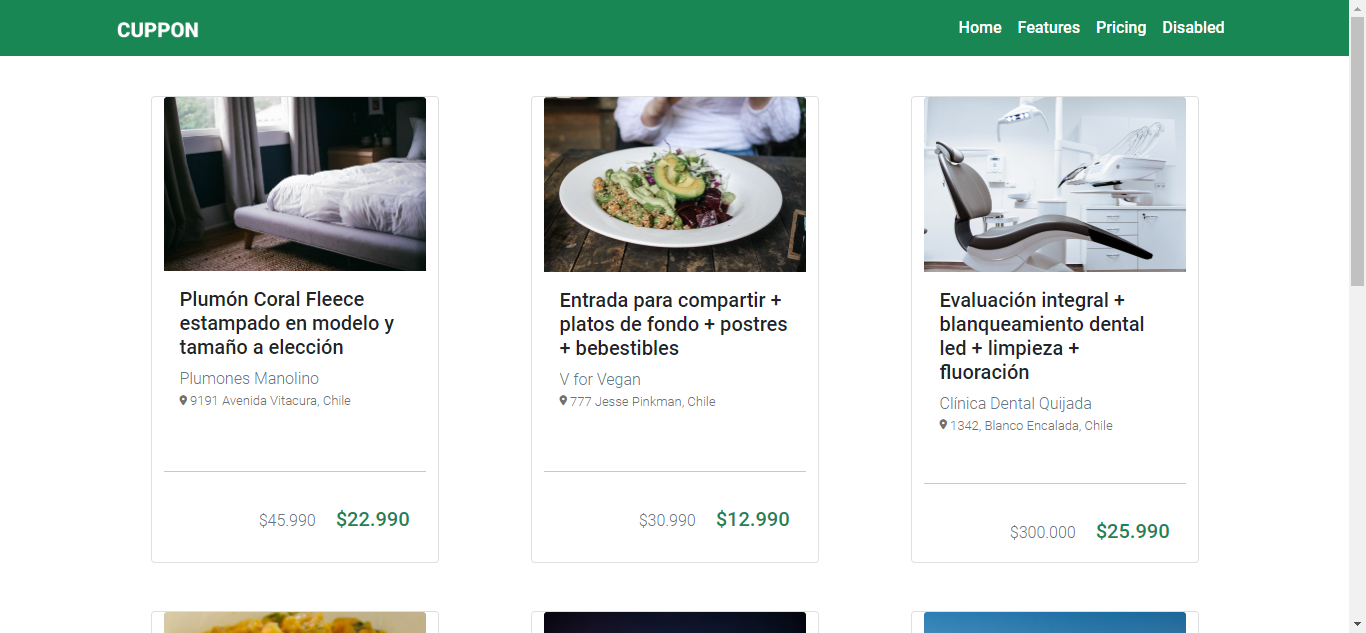 CUPPON
Home Features Pricing Disabled
Plumón Coral Fleece
estampado en modelo y
tamaño a elección
Plumones Manolino
9191 Avenida Vitacura, Chile
$45.990 $22.990
Entrada para compartir +
platos de fondo + postres
+ bebestibles
V for Vegan
777 Jesse Pinkman, Chile
$30.990 $12.990
Evaluación integral +
blanqueamiento dental
led + limpieza +
fluoración
Clínica Dental Quijada
1342, Blanco Encalada, Chile
$300.000 $25.990